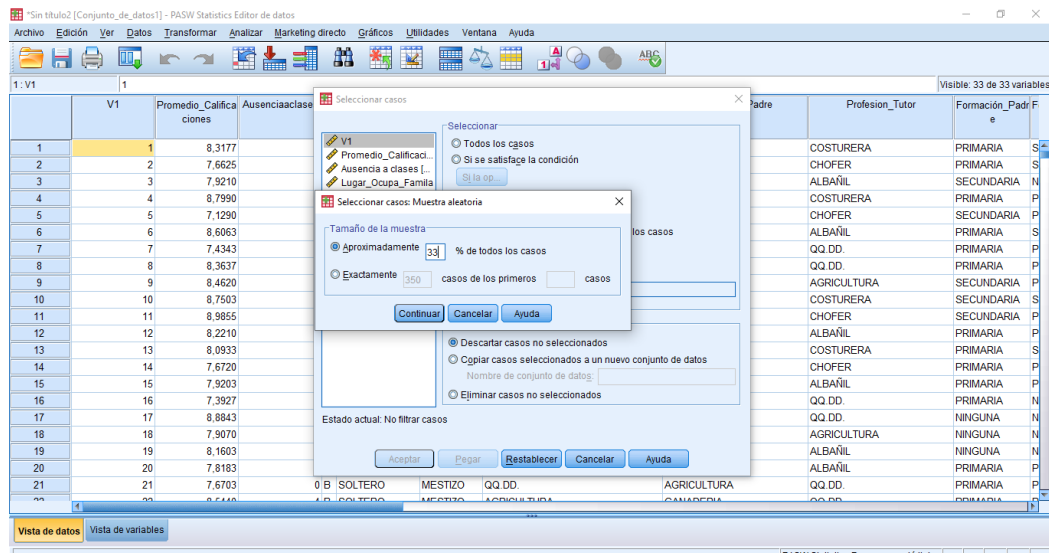 *Sin título2 [Conjunto_de_datos1] - PASW Statistics Editor de datos
Archivo Edición Ver Datos Transformar Analizar Marketing directo Gráficos Utilidades Ventana Ayuda
1 : V1 1 Visible: 33 de 33 variables
V1 Promedio_Califica ciones Ausenciaaclase Padre Profesion_Tutor Formación_Padr e F
1 1 8,3177 COSTURERA PRIMARIA S
2 2 7,6625 CHOFER PRIMARIA S
3 3 7,9210 ALBAÑIL SECUNDARIA N
4 4 8,7990 COSTURERA PRIMARIA S
5 5 7,1290 CHOFER SECUNDARIA P
6 6 8,6063 ALBAÑIL PRIMARIA S
7 7 7,4343 QQ.DD. PRIMARIA P
8 8 8,3637 QQ.DD. PRIMARIA P
9 9 8,4620 AGRICULTURA SECUNDARIA P
10 10 8,7503 COSTURERA SECUNDARIA S
11 11 8,9855 CHOFER SECUNDARIA P
12 12 8,2210 ALBAÑIL PRIMARIA P
13 13 8,0933 COSTURERA PRIMARIA S
14 14 7,6720 CHOFER PRIMARIA P
15 15 7,9203 ALBAÑIL PRIMARIA P
16 16 7,3927 QQ.DD. PRIMARIA N
17 17 8,8843 QQ.DD. NINGUNA N
18 18 7,9070 AGRICULTURA NINGUNA N
19 19 8,1603 ALBAÑIL NINGUNA N
20 20 7,8183 ALBAÑIL PRIMARIA P
21 21 7,6703 0 B SOLTERO MESTIZO QQ.DD. AGRICULTURA QQ.DD. PRIMARIA P
Seleccionar casos
V1
Promedio_Calificaci...
Ausencia a clases [...
Lugar_Ocupa_Famila
Seleccionar
Todos los casos
Si se satisface la condición
Si la op...
los casos
Seleccionar casos: Muestra aleatoria
Tamaño de la muestra
Aproximadamente 33 % de todos los casos
Exactamente 350 casos de los primeros casos
Continuar Cancelar Ayuda
Descartar casos no seleccionados
Copiar casos seleccionados a un nuevo conjunto de datos
Nombre de conjunto de datos:
Eliminar casos no seleccionados
Estado actual: No filtrar casos
Aceptar Pegar Restablecer Cancelar Ayuda
Vista de datos Vista de variables